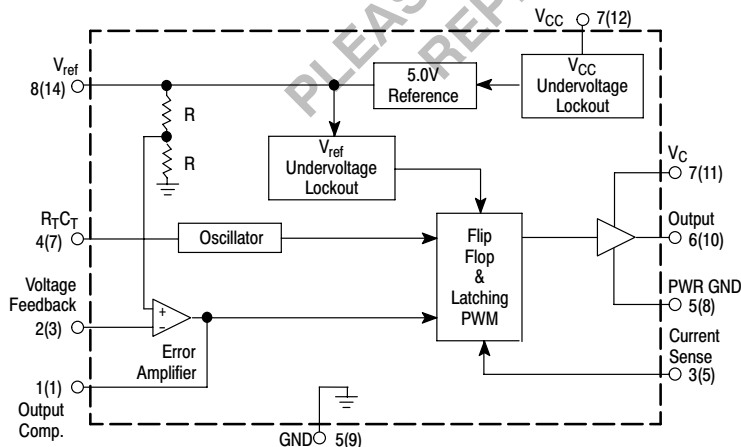 PLEAS
REP
VCC 7(12)
Vref
8(14)
5.0V
Reference
VCC
Undervoltage
Lockout
R
R
Vref
Undervoltage
Lockout
VC
7(11)
RTCT
4(7)
Oscillator
Flip
Flop
&
Latching
PWM
Output
6(10)
Voltage
Feedback
2(3)
+
−
Error
Amplifier
PWR GND
5(8)
Current
Sense
3(5)
1(1)
Output
Comp.
GND 5(9)